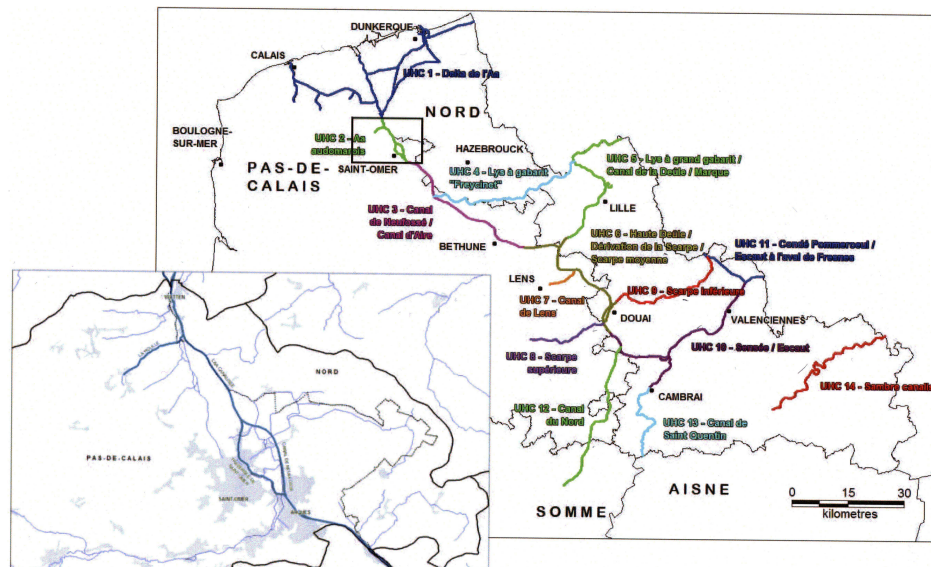 DUNKERQUE
CALAIS
UHC 1 - Delta de l'Aa
NORD
BOULOGNE-
SUR-MER
UHC 2 - Aa
audomarois
HAZEBROUCK
UHC 5 - Lys à grand gabarit /
Canal de la Deûle / Marque
PAS-DE-
CALAIS
SAINT-OMER
UHC 4 - Lys à gabarit
"Freycinet"
LILLE
UHC 3 - Canal
de Neufossé /
Canal d'Aire
BETHUNE
UHC 6 - Haute Deûle /
Dérivation de la Scarpe /
Scarpe moyenne
UHC 11 - Condé Pommeroeul /
Escaut à l'aval de Fresnes
LENS
UHC 7 - Canal
de Lens
UHC 9 - Scarpe inférieure
DOUAI
VALENCIENNES
UHC 8 - Scarpe
supérieure
UHC 10 - Sensée / Escaut
CAMBRAI
UHC 14 - Sambre canalis
UHC 12 - Canal
du Nord
UHC 13 - Canal de
Saint Quentin
AISNE
SOMME
0 15 30
kilometres
WATTEN
NORD
PAS-DE-CALAIS
SAINT-OMER
ARQUES